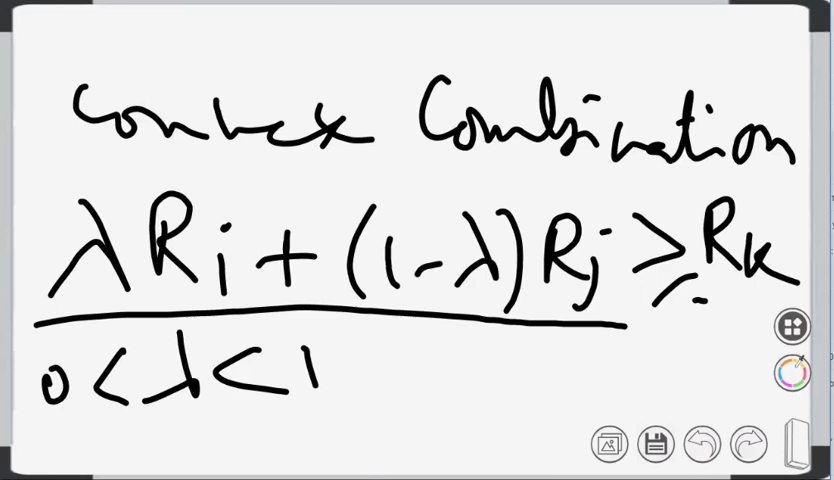 Convex Combination
λRi + (1-λ)Rj ≥ Rk
0 < λ < 1